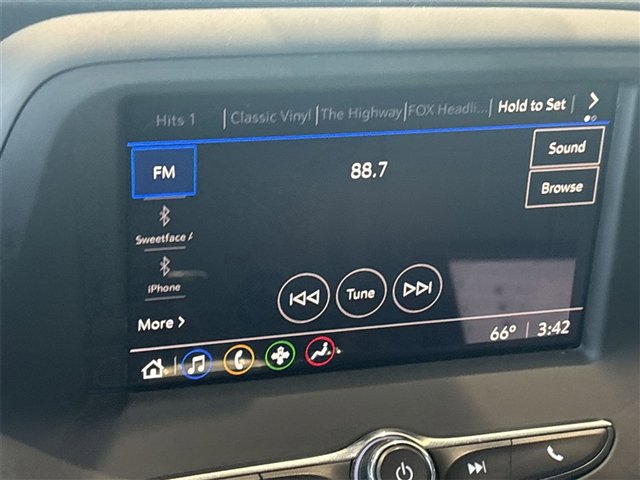 Hits 1 | Classic Vinyl | The Highway | FOX Headli... | Hold to Set | >
FM
88.7
Sound
Browse
Sweetface
iPhone
Tune
More >
66° | 3:42